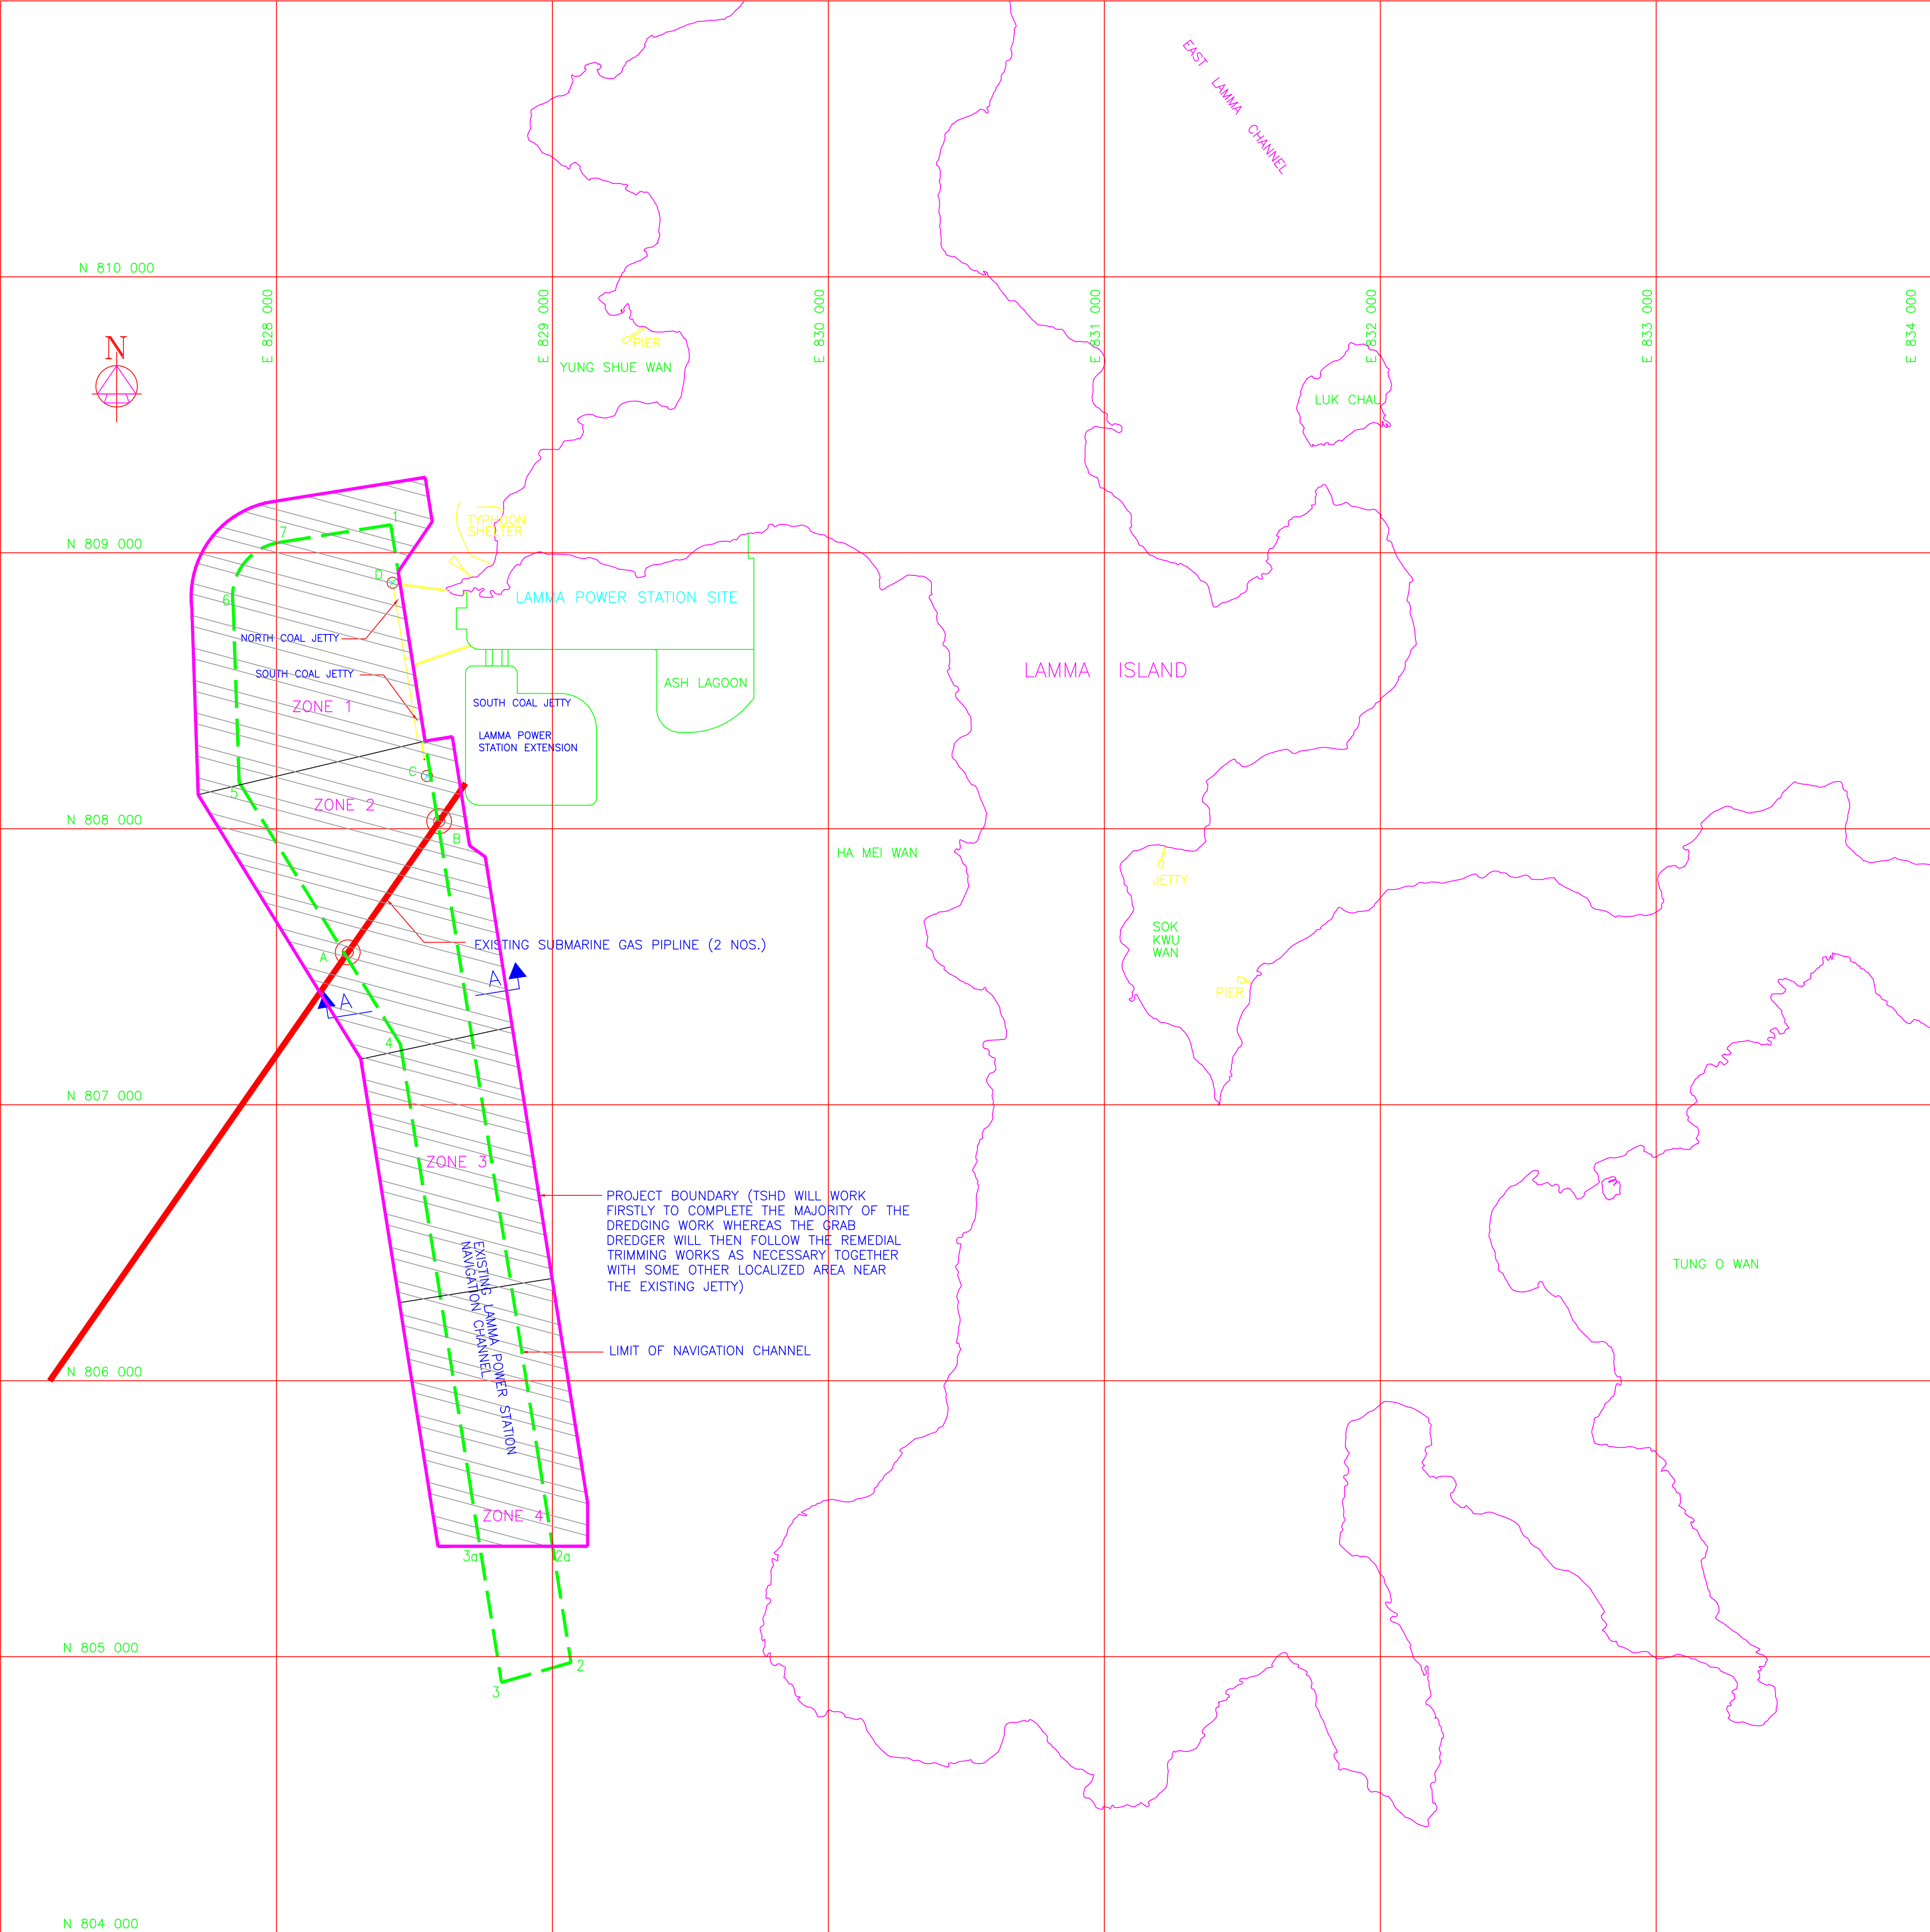 EAST LAMMA CHANNEL
N 810 000
E 828 000
E 829 000
E 830 000
E 831 000
E 832 000
E 833 000
E 834 000
N
PIER
YUNG SHUE WAN
LUK CHAU
1
TYPHOON
SHELTER
7
N 809 000
D
6
LAMMA POWER STATION SITE
NORTH COAL JETTY
SOUTH COAL JETTY
LAMMA ISLAND
ASH LAGOON
ZONE 1
SOUTH COAL JETTY
LAMMA POWER
STATION EXTENSION
C
5
ZONE 2
N 808 000
B
HA MEI WAN
JETTY
SOK
KWU
WAN
EXISTING SUBMARINE GAS PIPLINE (2 NOS.)
A
A
A
PIER
4
N 807 000
ZONE 3
PROJECT BOUNDARY (TSHD WILL WORK
FIRSTLY TO COMPLETE THE MAJORITY OF THE
DREDGING WORK WHEREAS THE GRAB
DREDGER WILL THEN FOLLOW THE REMEDIAL
TRIMMING WORKS AS NECESSARY TOGETHER
WITH SOME OTHER LOCALIZED AREA NEAR
THE EXISTING JETTY)
TUNG O WAN
EXISTING LAMMA POWER STATION
NAVIGATION CHANNEL
LIMIT OF NAVIGATION CHANNEL
N 806 000
ZONE 4
3a
2a
N 805 000
2
3
N 804 000